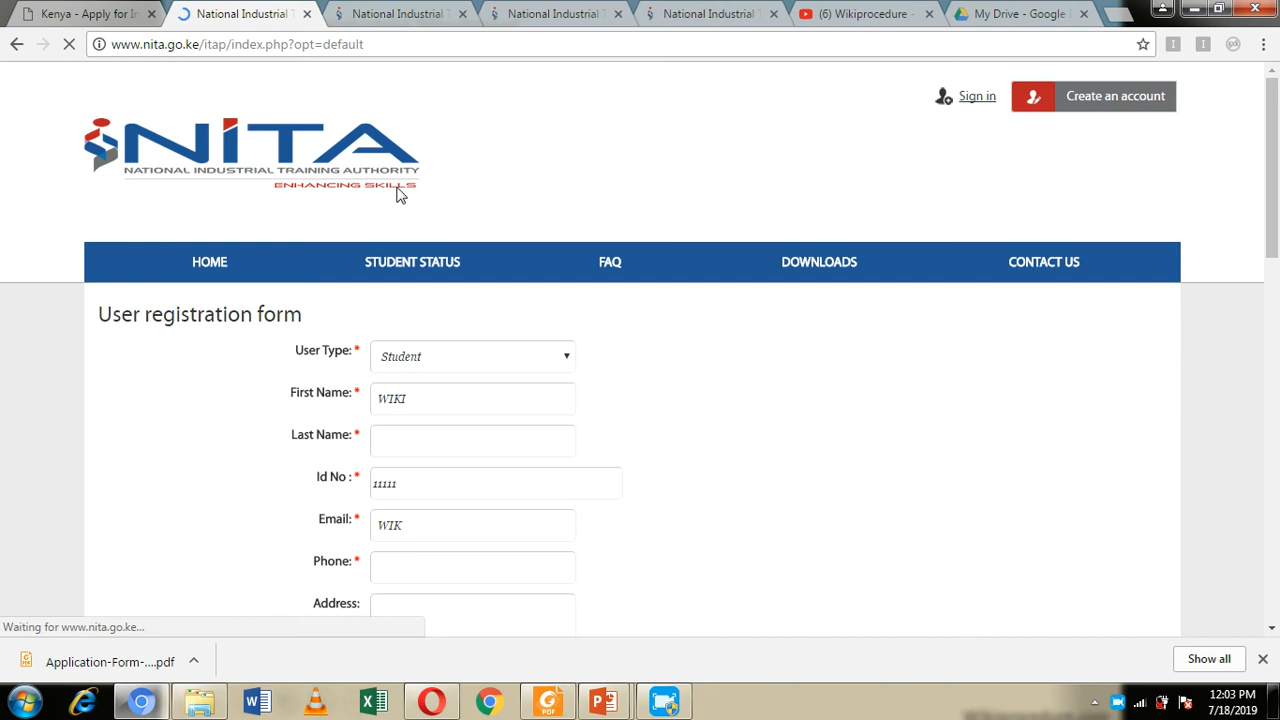 Kenya - Apply for In
National Industrial T
National Industrial T
National Industrial T
National Industrial T
(6) Wikiprocedure -
My Drive - Google
www.nita.go.ke/itap/index.php?opt=default
Sign in
Create an account
NITA
NATIONAL INDUSTRIAL TRAINING AUTHORITY
ENHANCING SKILLS
HOME
STUDENT STATUS
FAQ
DOWNLOADS
CONTACT US
User registration form
User Type: * Student
First Name: * WIKI
Last Name: *
Id No : * 11111
Email: * WIK
Phone: *
Address:
Waiting for www.nita.go.ke...
Application-Form-....pdf
Show all
12:03 PM
7/18/2019